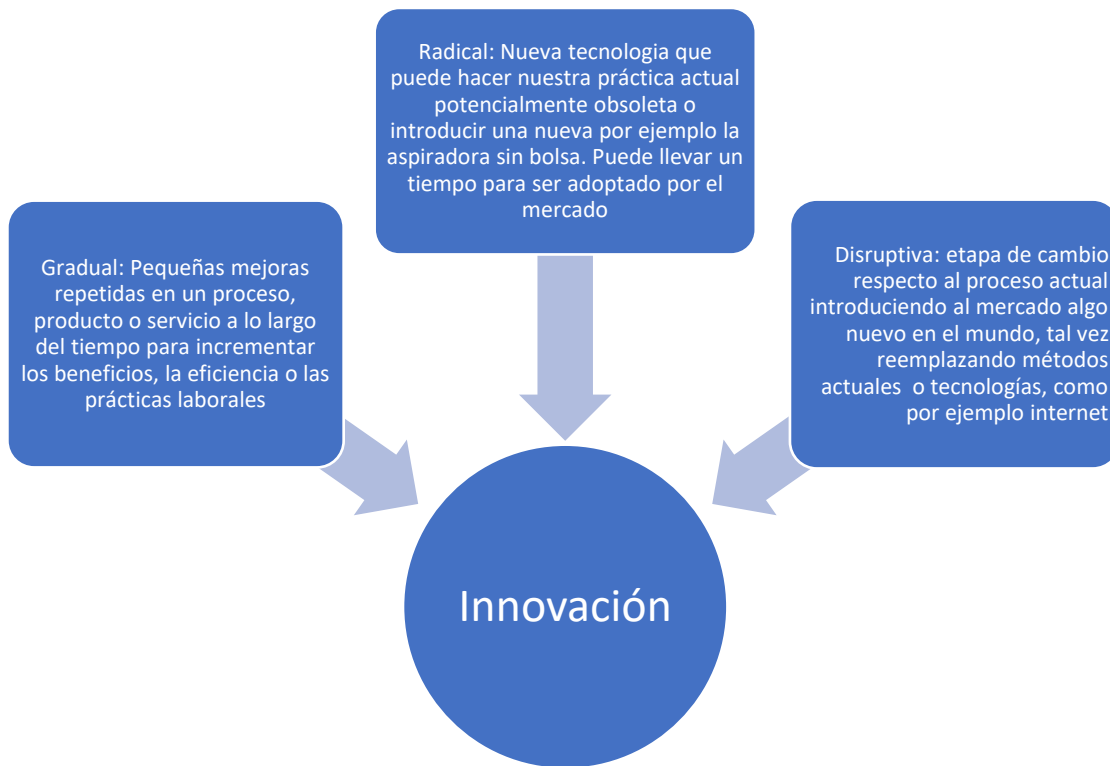 Radical: Nueva tecnologia que
puede hacer nuestra práctica actual
potencialmente obsoleta o
introducir una nueva por ejemplo la
aspiradora sin bolsa. Puede llevar un
tiempo para ser adoptado por el
mercado
Gradual: Pequeñas mejoras
repetidas en un proceso,
producto o servicio a lo largo
del tiempo para incrementar
los beneficios, la eficiencia o las
prácticas laborales
Disruptiva: etapa de cambio
respecto al proceso actual
introduciendo al mercado algo
nuevo en el mundo, tal vez
reemplazando métodos
actuales o tecnologías, como
por ejemplo internet
Innovación